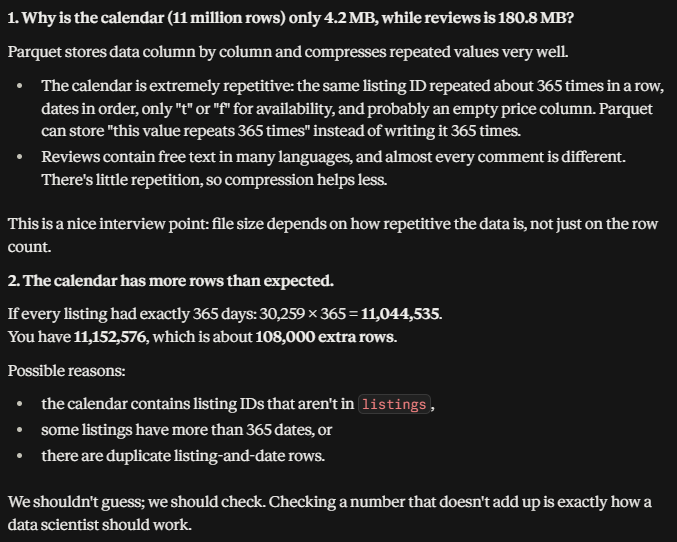 1. Why is the calendar (11 million rows) only 4.2 MB, while reviews is 180.8 MB?
Parquet stores data column by column and compresses repeated values very well.
• The calendar is extremely repetitive: the same listing ID repeated about 365 times in a row,
dates in order, only "t" or "f" for availability, and probably an empty price column. Parquet
can store "this value repeats 365 times" instead of writing it 365 times.
• Reviews contain free text in many languages, and almost every comment is different.
There's little repetition, so compression helps less.
This is a nice interview point: file size depends on how repetitive the data is, not just on the row
count.
2. The calendar has more rows than expected.
If every listing had exactly 365 days: 30,259 × 365 = 11,044,535.
You have 11,152,576, which is about 108,000 extra rows.
Possible reasons:
• the calendar contains listing IDs that aren't in listings,
• some listings have more than 365 dates, or
• there are duplicate listing-and-date rows.
We shouldn't guess; we should check. Checking a number that doesn't add up is exactly how a
data scientist should work.